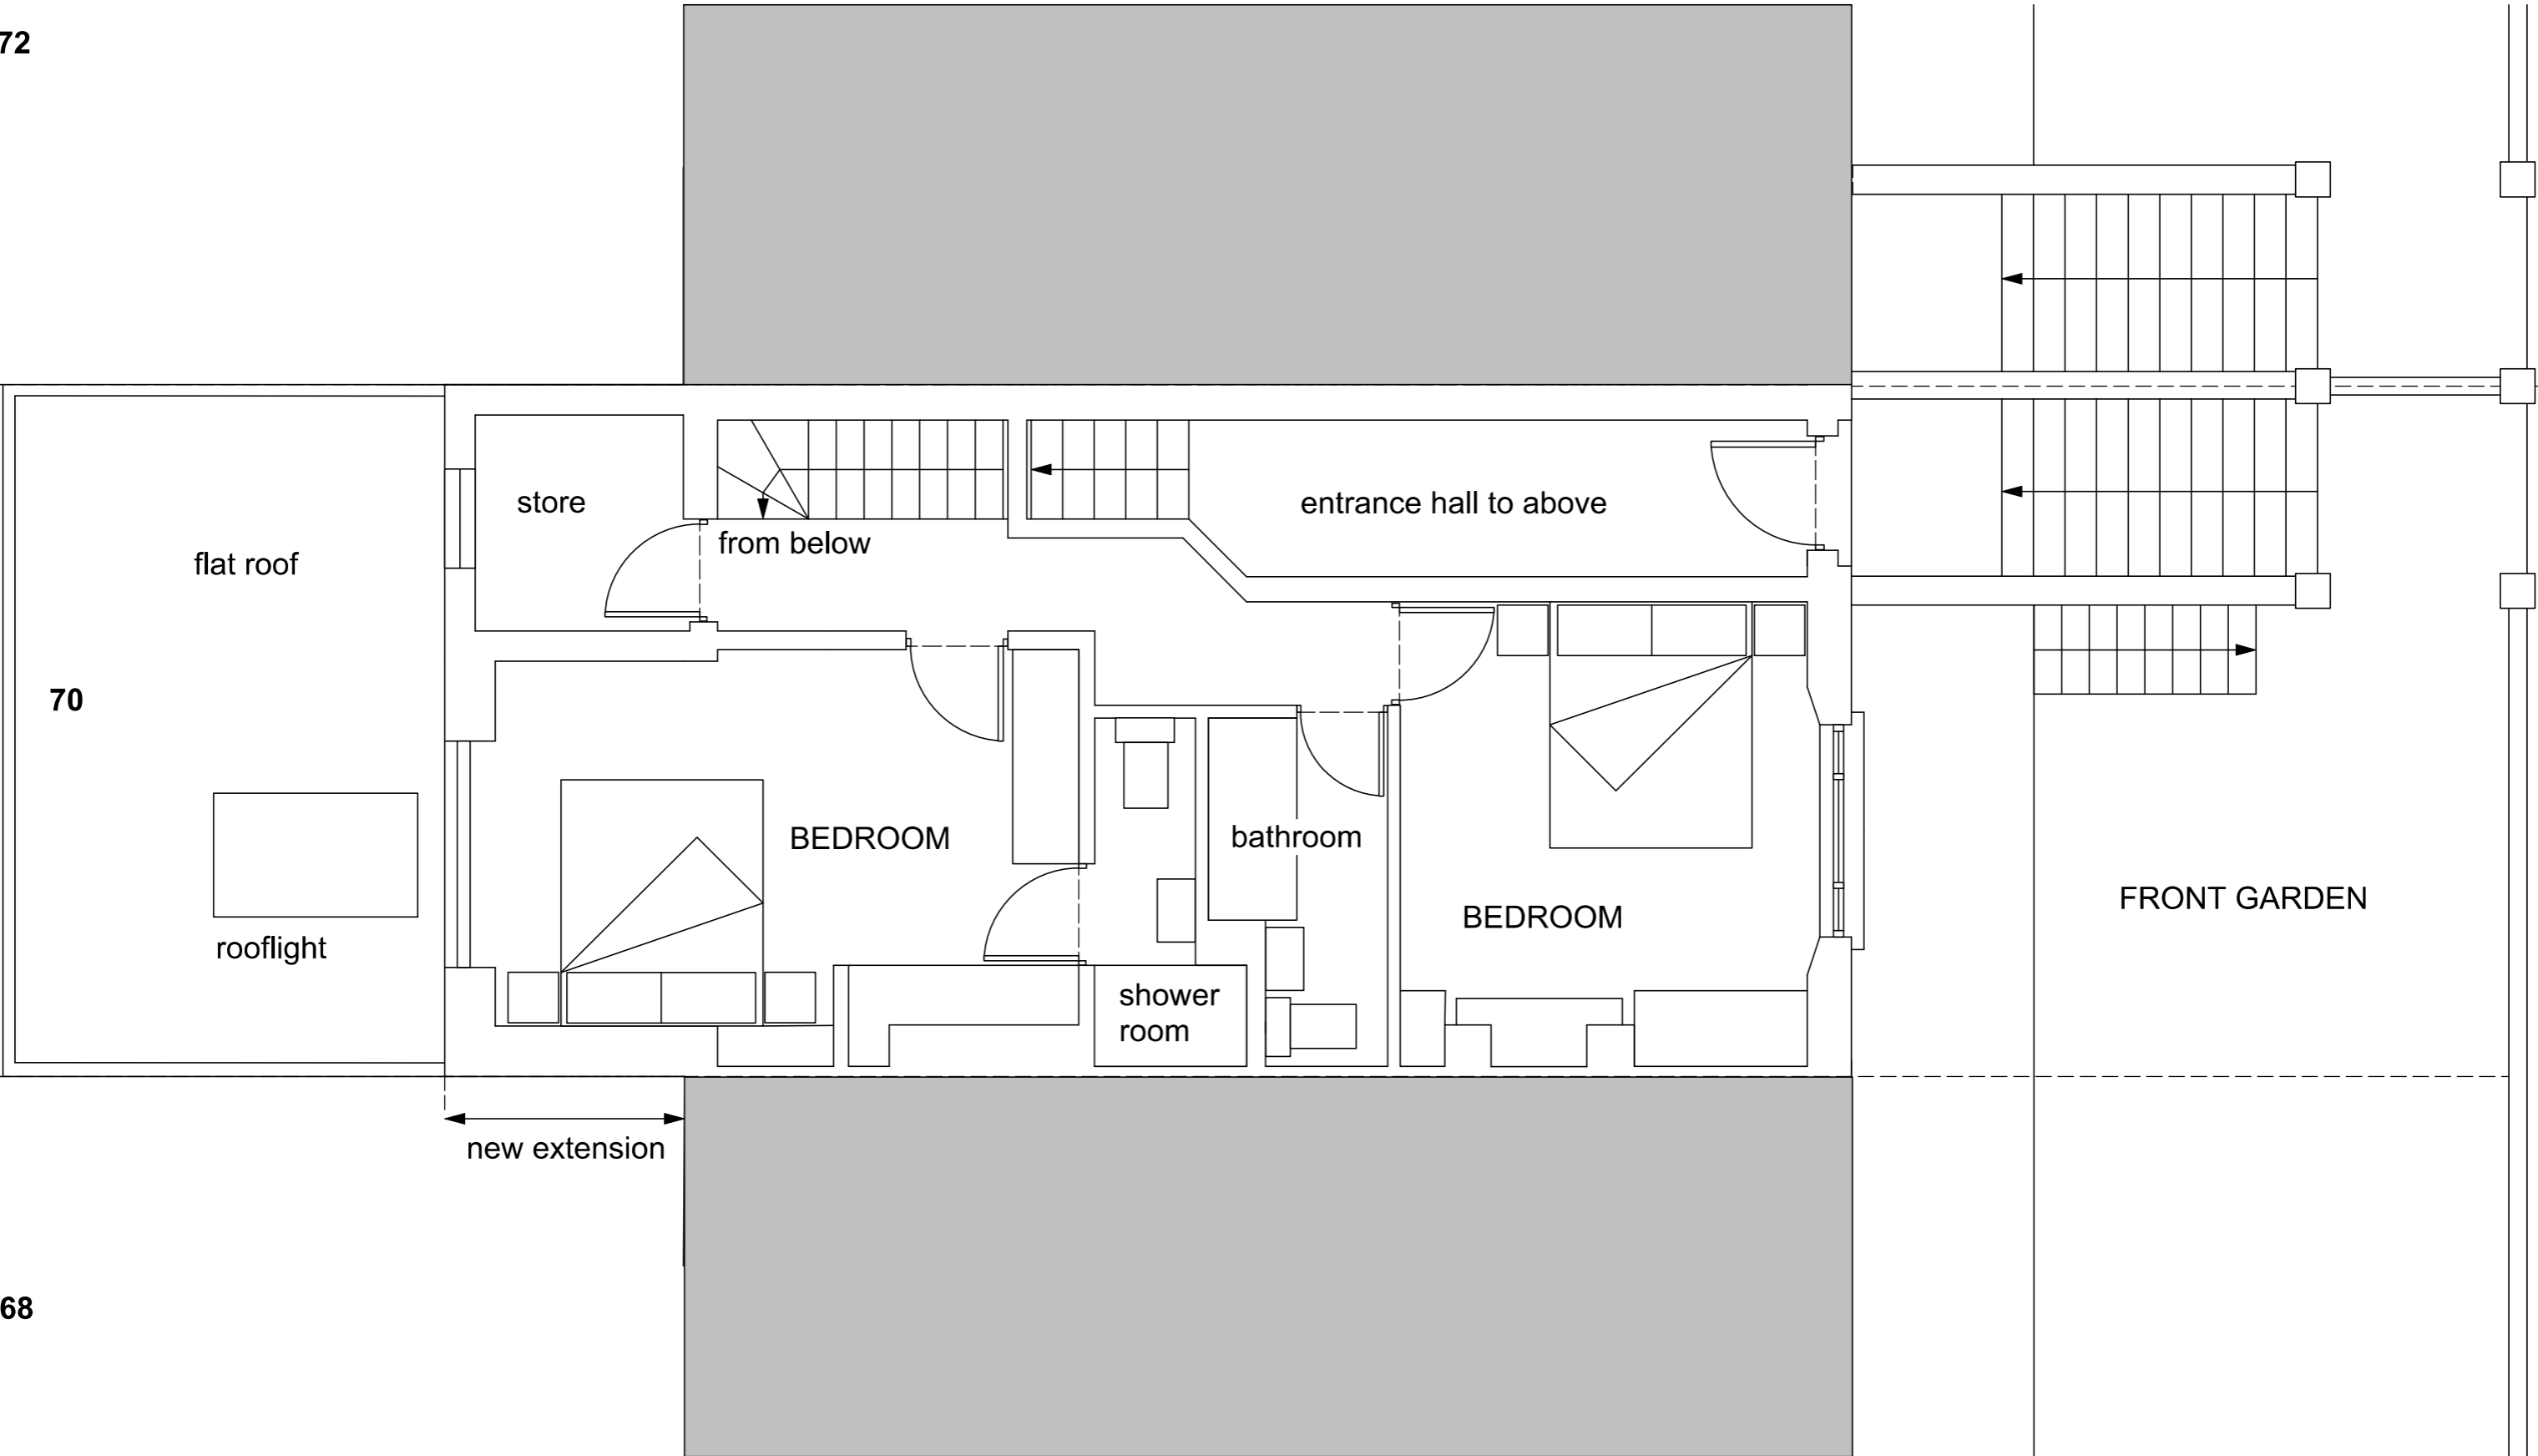 72
store
entrance hall to above
from below
flat roof
70
BEDROOM
bathroom
BEDROOM
FRONT GARDEN
rooflight
shower
room
new extension
68